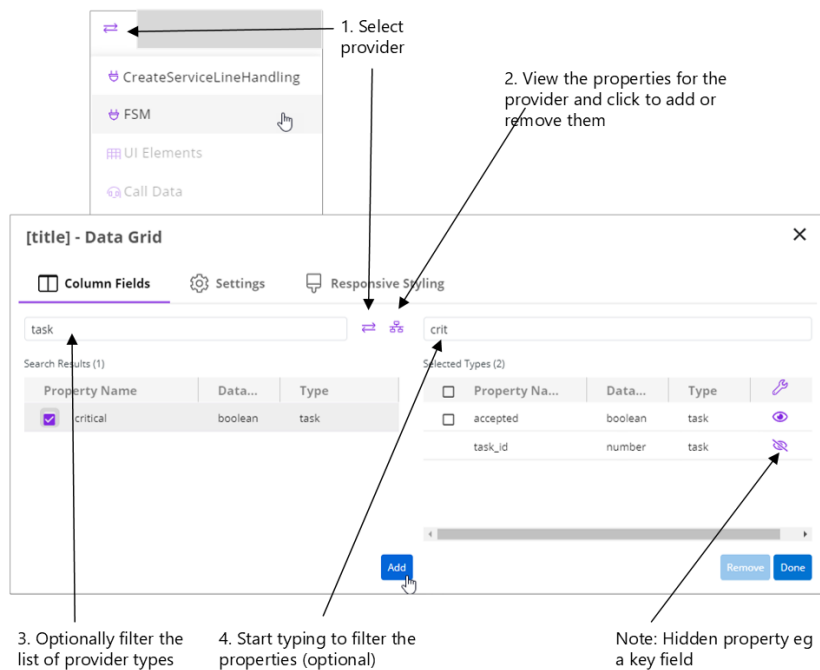 1. Select
provider
CreateServiceLineHandling
2. View the properties for the
provider and click to add or
remove them
FSM
UI Elements
Call Data
[title] - Data Grid
Column Fields
Settings
Responsive Styling
task
crit
Search Results (1)
Selected Types (2)
Property Name Data... Type
Property Na... Data... Type
critical boolean task
accepted boolean task
task_id number task
Add
Remove
Done
3. Optionally filter the
list of provider types
4. Start typing to filter the
properties (optional)
Note: Hidden property eg
a key field